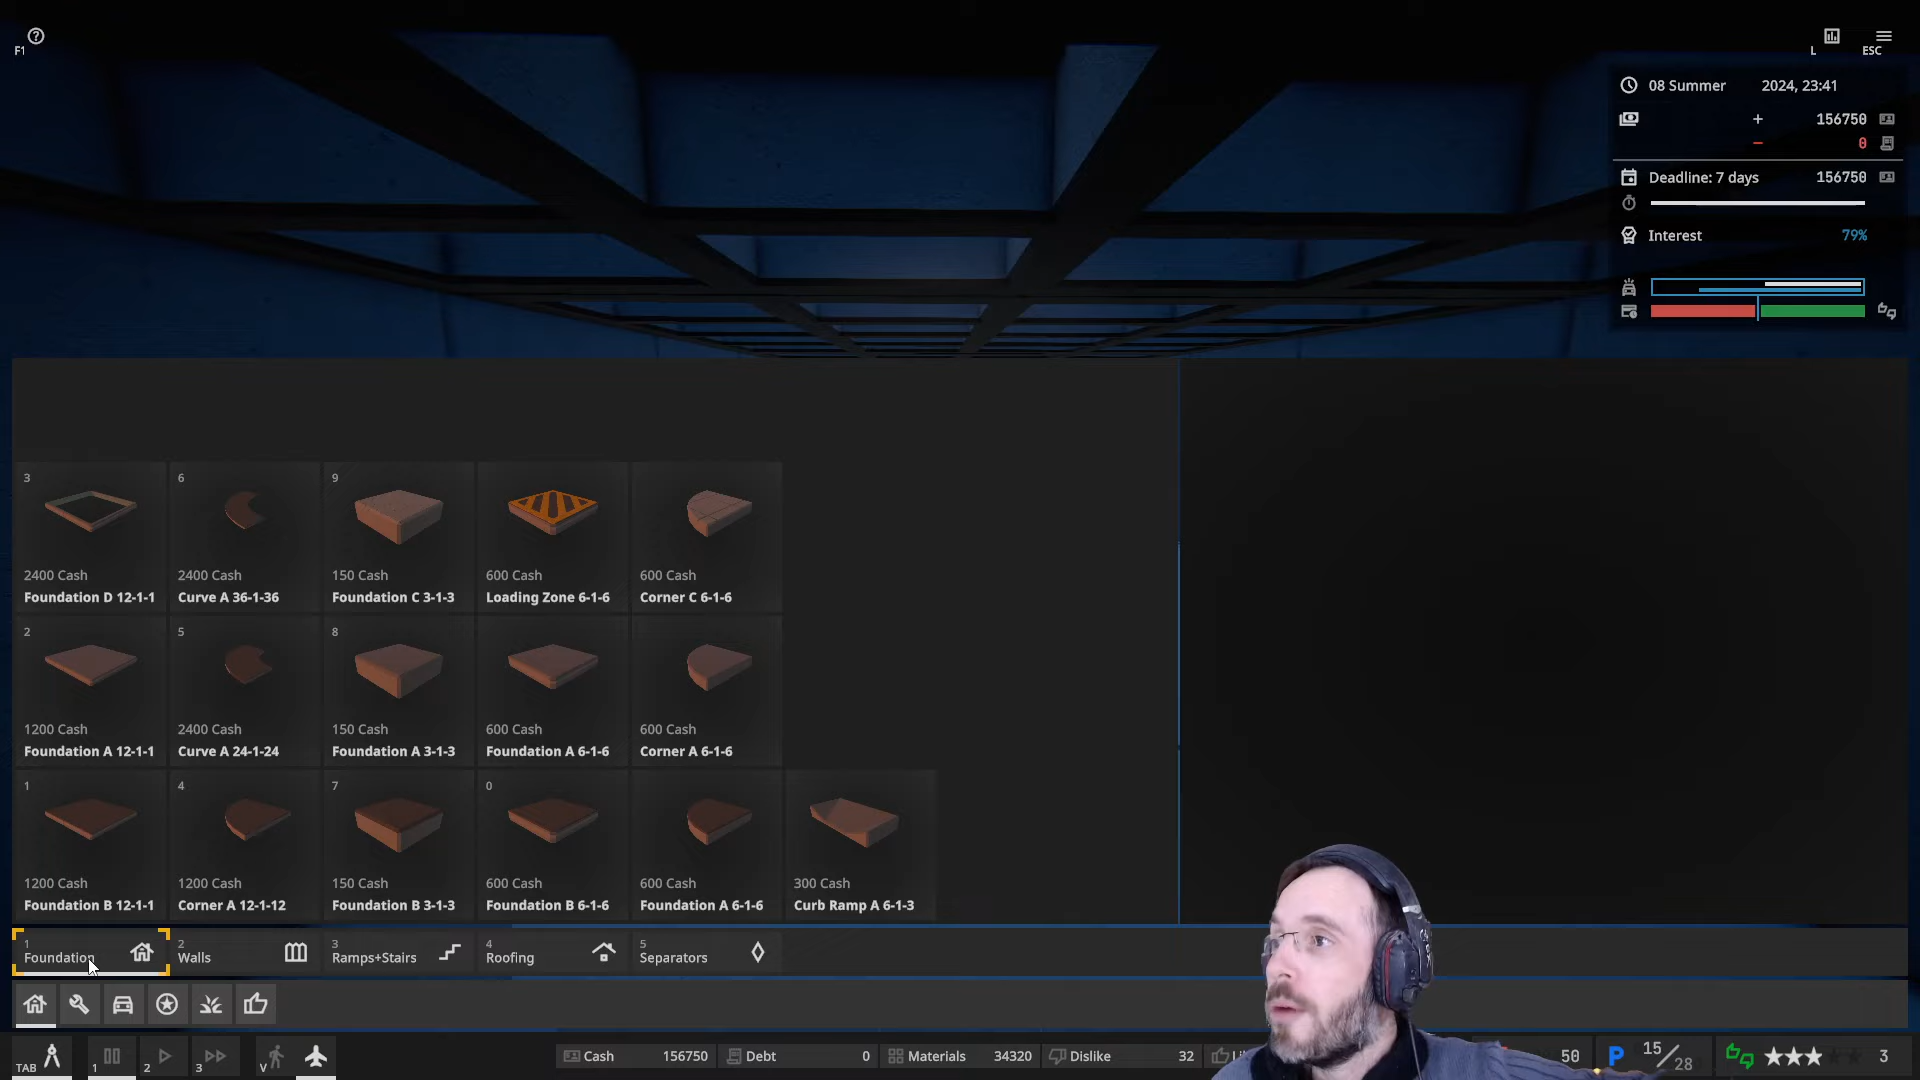 F1
L
ESC
08 Summer 2024, 23:41
+ 156750
− 0
Deadline: 7 days 156750
Interest 79%
3 6 9
2400 Cash 2400 Cash 150 Cash 600 Cash 600 Cash
Foundation D 12-1-1 Curve A 36-1-36 Foundation C 3-1-3 Loading Zone 6-1-6 Corner C 6-1-6
2 5 8
1200 Cash 2400 Cash 150 Cash 600 Cash 600 Cash
Foundation A 12-1-1 Curve A 24-1-24 Foundation A 3-1-3 Foundation A 6-1-6 Corner A 6-1-6
1 4 7 0
1200 Cash 1200 Cash 150 Cash 600 Cash 600 Cash 300 Cash
Foundation B 12-1-1 Corner A 12-1-12 Foundation B 3-1-3 Foundation B 6-1-6 Foundation A 6-1-6 Curb Ramp A 6-1-3
1 2 3 4 5
Foundation Walls Ramps+Stairs Roofing Separators
TAB 1 2 3 V Cash 156750 Debt 0 Materials 34320 Dislike 32 50 P 15/28 3